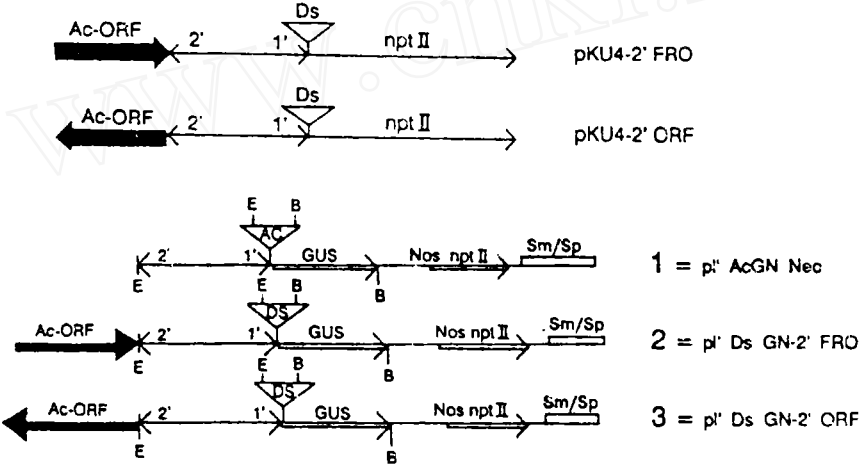 Ds
Ac-ORF 2' 1' npt II pKU4-2' FRO
Ds
Ac-ORF 2' 1' npt II pKU4-2' ORF
E B
AC
2' 1' GUS Nos npt II Sm/Sp 1 = p1' AcGN Nec
E B
E B
DS
Ac-ORF 2' 1' GUS Nos npt II Sm/Sp 2 = p1' Ds GN-2' FRO
E B
E B
DS
Ac-ORF 2' 1' GUS Nos npt II Sm/Sp 3 = p1' Ds GN-2' ORF
E B